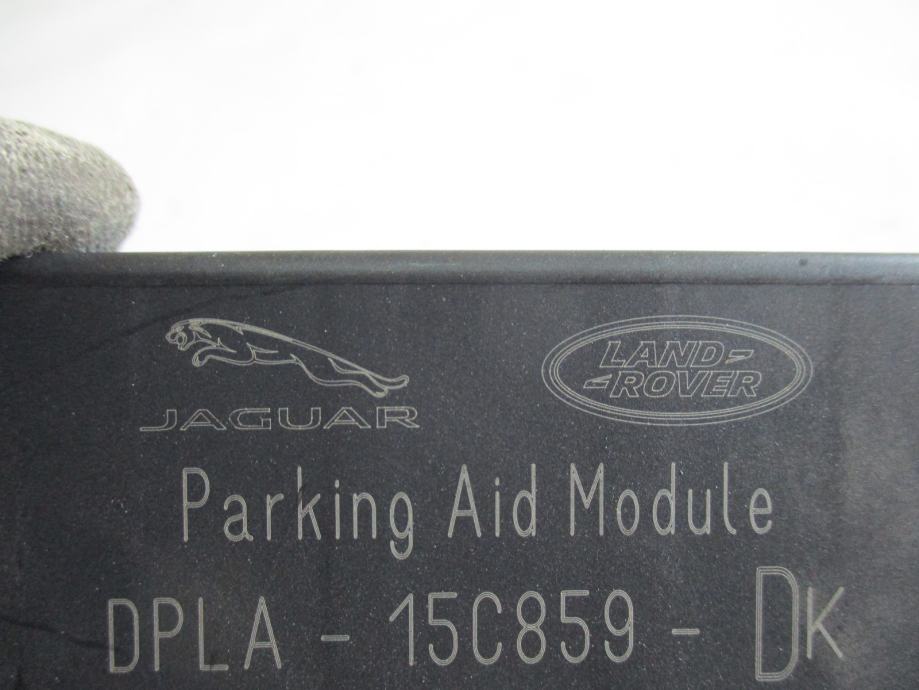 JAGUAR
LAND-
-ROVER
Parking Aid Module
DPLA - 15C859 - DK